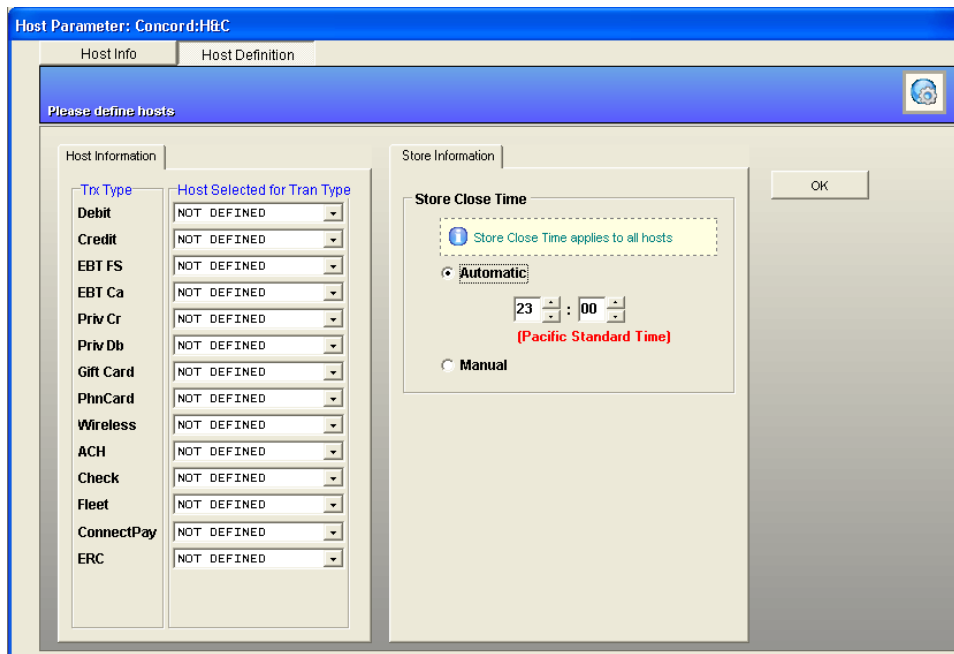 Host Parameter: Concord:H&C
Host Info
Host Definition
Please define hosts
Host Information
Trx Type
Host Selected for Tran Type
Debit NOT DEFINED
Credit NOT DEFINED
EBT FS NOT DEFINED
EBT Ca NOT DEFINED
Priv Cr NOT DEFINED
Priv Db NOT DEFINED
Gift Card NOT DEFINED
PhnCard NOT DEFINED
Wireless NOT DEFINED
ACH NOT DEFINED
Check NOT DEFINED
Fleet NOT DEFINED
ConnectPay NOT DEFINED
ERC NOT DEFINED
Store Information
Store Close Time
Store Close Time applies to all hosts
Automatic
23 : 00
(Pacific Standard Time)
Manual
OK